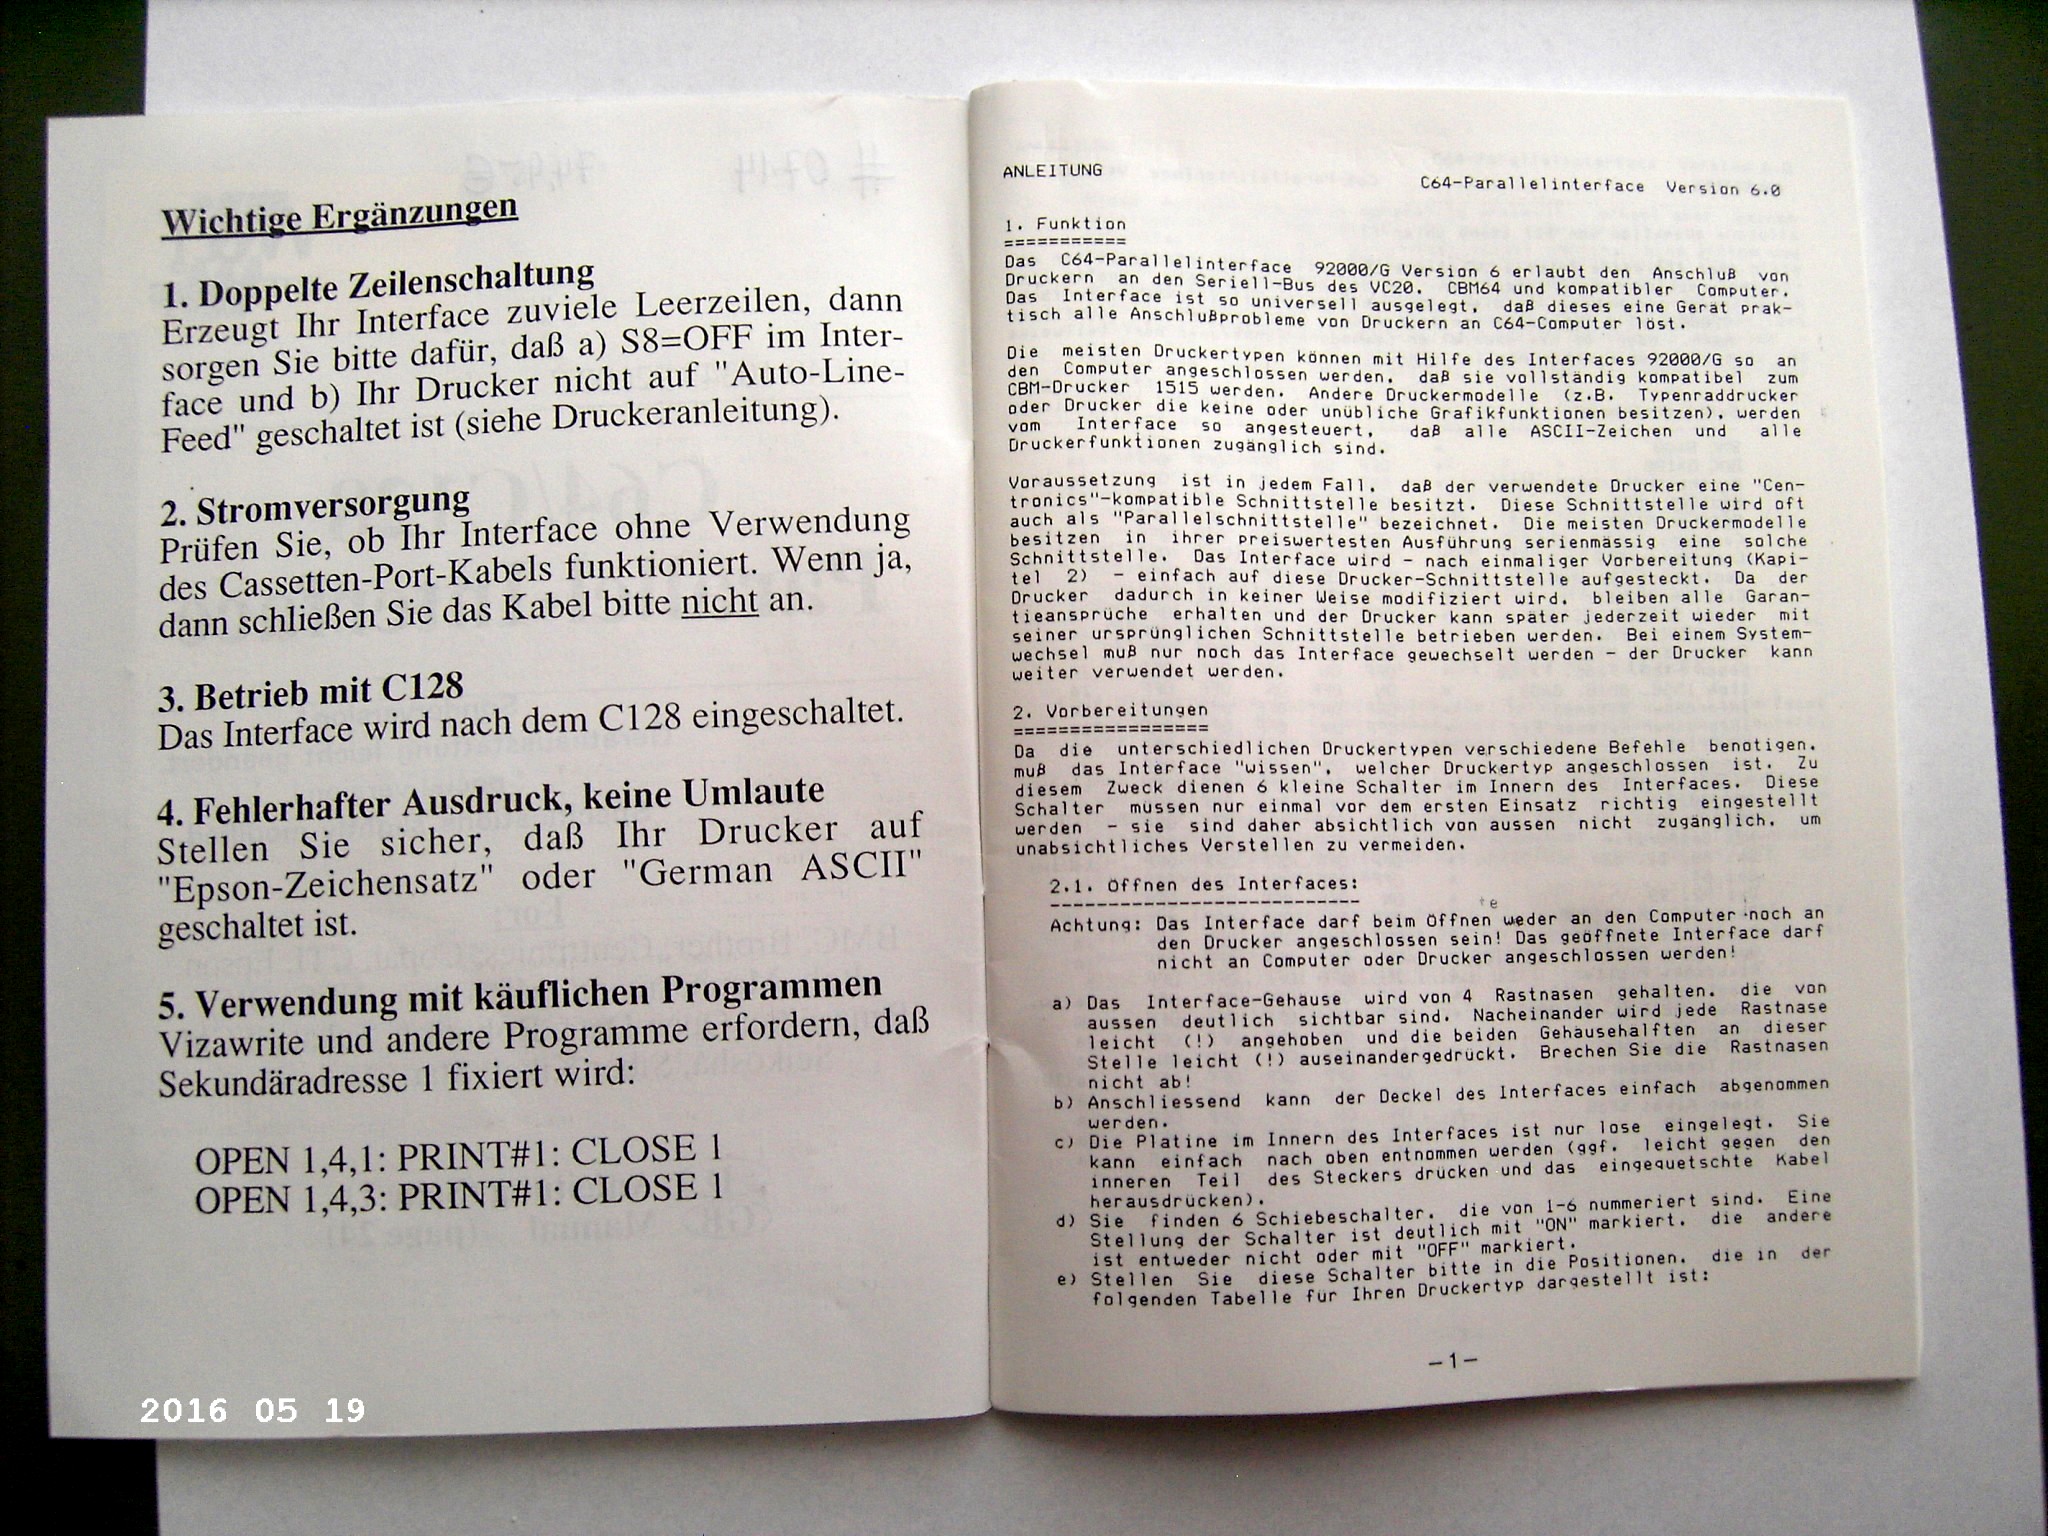 Wichtige Ergänzungen
1. Doppelte Zeilenschaltung
Erzeugt Ihr Interface zuviele Leerzeilen, dann
sorgen Sie bitte dafür, daß a) S8=OFF im Inter-
face und b) Ihr Drucker nicht auf "Auto-Line-
Feed" geschaltet ist (siehe Druckeranleitung).
2. Stromversorgung
Prüfen Sie, ob Ihr Interface ohne Verwendung
des Cassetten-Port-Kabels funktioniert. Wenn ja,
dann schließen Sie das Kabel bitte nicht an.
3. Betrieb mit C128
Das Interface wird nach dem C128 eingeschaltet.
4. Fehlerhafter Ausdruck, keine Umlaute
Stellen Sie sicher, daß Ihr Drucker auf
"Epson-Zeichensatz" oder "German ASCII"
geschaltet ist.
5. Verwendung mit käuflichen Programmen
Vizawrite und andere Programme erfordern, daß
Sekundäradresse 1 fixiert wird:
OPEN 1,4,1: PRINT#1: CLOSE 1
OPEN 1,4,3: PRINT#1: CLOSE 1
2016 05 19
ANLEITUNG
C64-Parallelinterface Version 6.0
1. Funktion
===========
Das C64-Parallelinterface 92000/G Version 6 erlaubt den Anschluß von
Druckern an den Seriell-Bus des VC20, CBM64 und kompatibler Computer.
Das Interface ist so universell ausgelegt, daß dieses eine Gerät prak-
tisch alle Anschlußprobleme von Druckern an C64-Computer löst.
Die meisten Druckertypen können mit Hilfe des Interfaces 92000/G so an
den Computer angeschlossen werden, daß sie vollständig kompatibel zum
CBM-Drucker 1515 werden. Andere Druckermodelle (z.B. Typenraddrucker
oder Drucker die keine oder unübliche Grafikfunktionen besitzen), werden
vom Interface so angesteuert, daß alle ASCII-Zeichen und alle
Druckerfunktionen zugänglich sind.
Voraussetzung ist in jedem Fall, daß der verwendete Drucker eine "Cen-
tronics"-kompatible Schnittstelle besitzt. Diese Schnittstelle wird oft
auch als "Parallelschnittstelle" bezeichnet. Die meisten Druckermodelle
besitzen in ihrer preiswertesten Ausführung serienmässig eine solche
Schnittstelle. Das Interface wird - nach einmaliger Vorbereitung (Kapi-
tel 2) - einfach auf diese Drucker-Schnittstelle aufgesteckt. Da der
Drucker dadurch in keiner Weise modifiziert wird, bleiben alle Garan-
tieansprüche erhalten und der Drucker kann später jederzeit wieder mit
seiner ursprünglichen Schnittstelle betrieben werden. Bei einem System-
wechsel muß nur noch das Interface gewechselt werden - der Drucker kann
weiter verwendet werden.
2. Vorbereitungen
=================
Da die unterschiedlichen Druckertypen verschiedene Befehle benötigen,
muß das Interface "wissen", welcher Druckertyp angeschlossen ist. Zu
diesem Zweck dienen 6 kleine Schalter im Innern des Interfaces. Diese
Schalter müssen nur einmal vor dem ersten Einsatz richtig eingestellt
werden - sie sind daher absichtlich von aussen nicht zugänglich, um
unabsichtliches Verstellen zu vermeiden.
2.1. Öffnen des Interfaces:
---------------------------
Achtung: Das Interface darf beim Öffnen weder an den Computer noch an
den Drucker angeschlossen sein! Das geöffnete Interface darf
nicht an Computer oder Drucker angeschlossen werden!
a) Das Interface-Gehäuse wird von 4 Rastnasen gehalten, die von
aussen deutlich sichtbar sind. Nacheinander wird jede Rastnase
leicht (!) angehoben und die beiden Gehäusehälften an dieser
Stelle leicht (!) auseinandergedrückt. Brechen Sie die Rastnasen
nicht ab!
b) Anschliessend kann der Deckel des Interfaces einfach abgenommen
werden.
c) Die Platine im Innern des Interfaces ist nur lose eingelegt. Sie
kann einfach nach oben entnommen werden (ggf. leicht gegen den
inneren Teil des Steckers drücken und das eingequetschte Kabel
herausdrücken).
d) Sie finden 6 Schiebeschalter, die von 1-6 nummeriert sind. Eine
Stellung der Schalter ist deutlich mit "ON" markiert, die andere
ist entweder nicht oder mit "OFF" markiert.
e) Stellen Sie diese Schalter bitte in die Positionen, die in der
folgenden Tabelle für Ihren Druckertyp dargestellt ist:
-1-